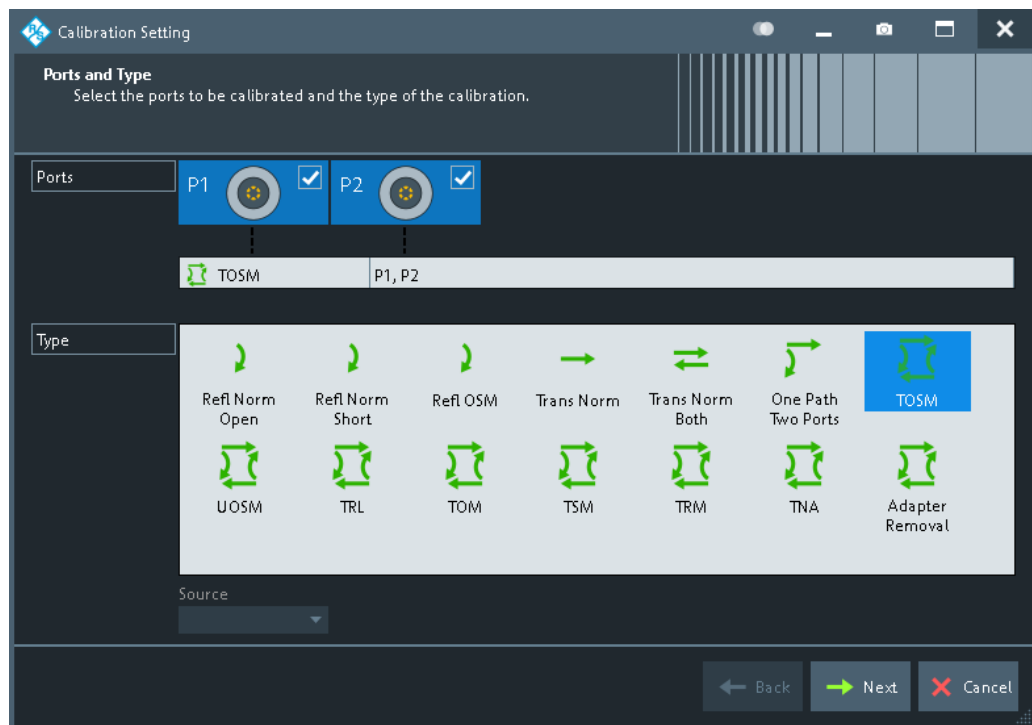 R&S Calibration Setting
Ports and Type
Select the ports to be calibrated and the type of the calibration.
Ports
P1
P2
TOSM
P1, P2
Type
Refl Norm
Open
Refl Norm
Short
Refl OSM
Trans Norm
Trans Norm
Both
One Path
Two Ports
TOSM
UOSM
TRL
TOM
TSM
TRM
TNA
Adapter
Removal
Source
Back
Next
Cancel